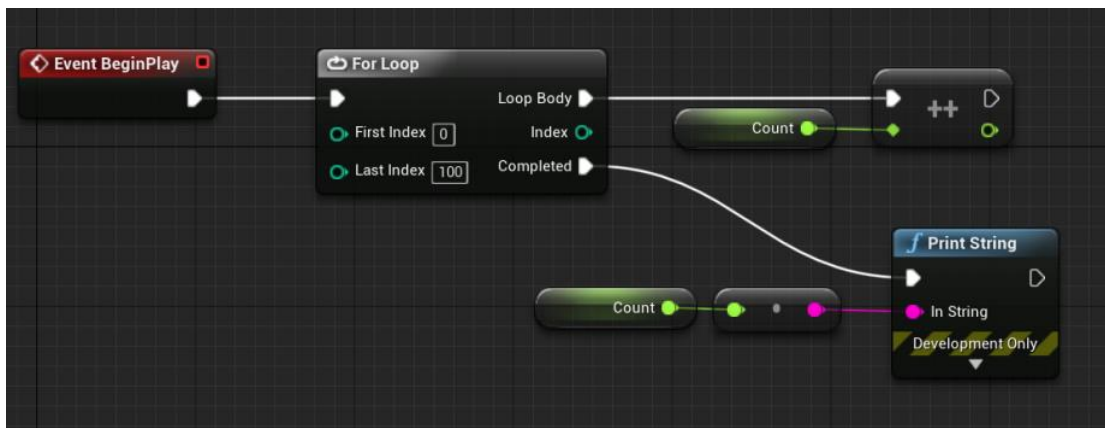 Event BeginPlay
For Loop
Loop Body
First Index 0
Index
Last Index 100
Completed
Count
++
Print String
Count
In String
Development Only